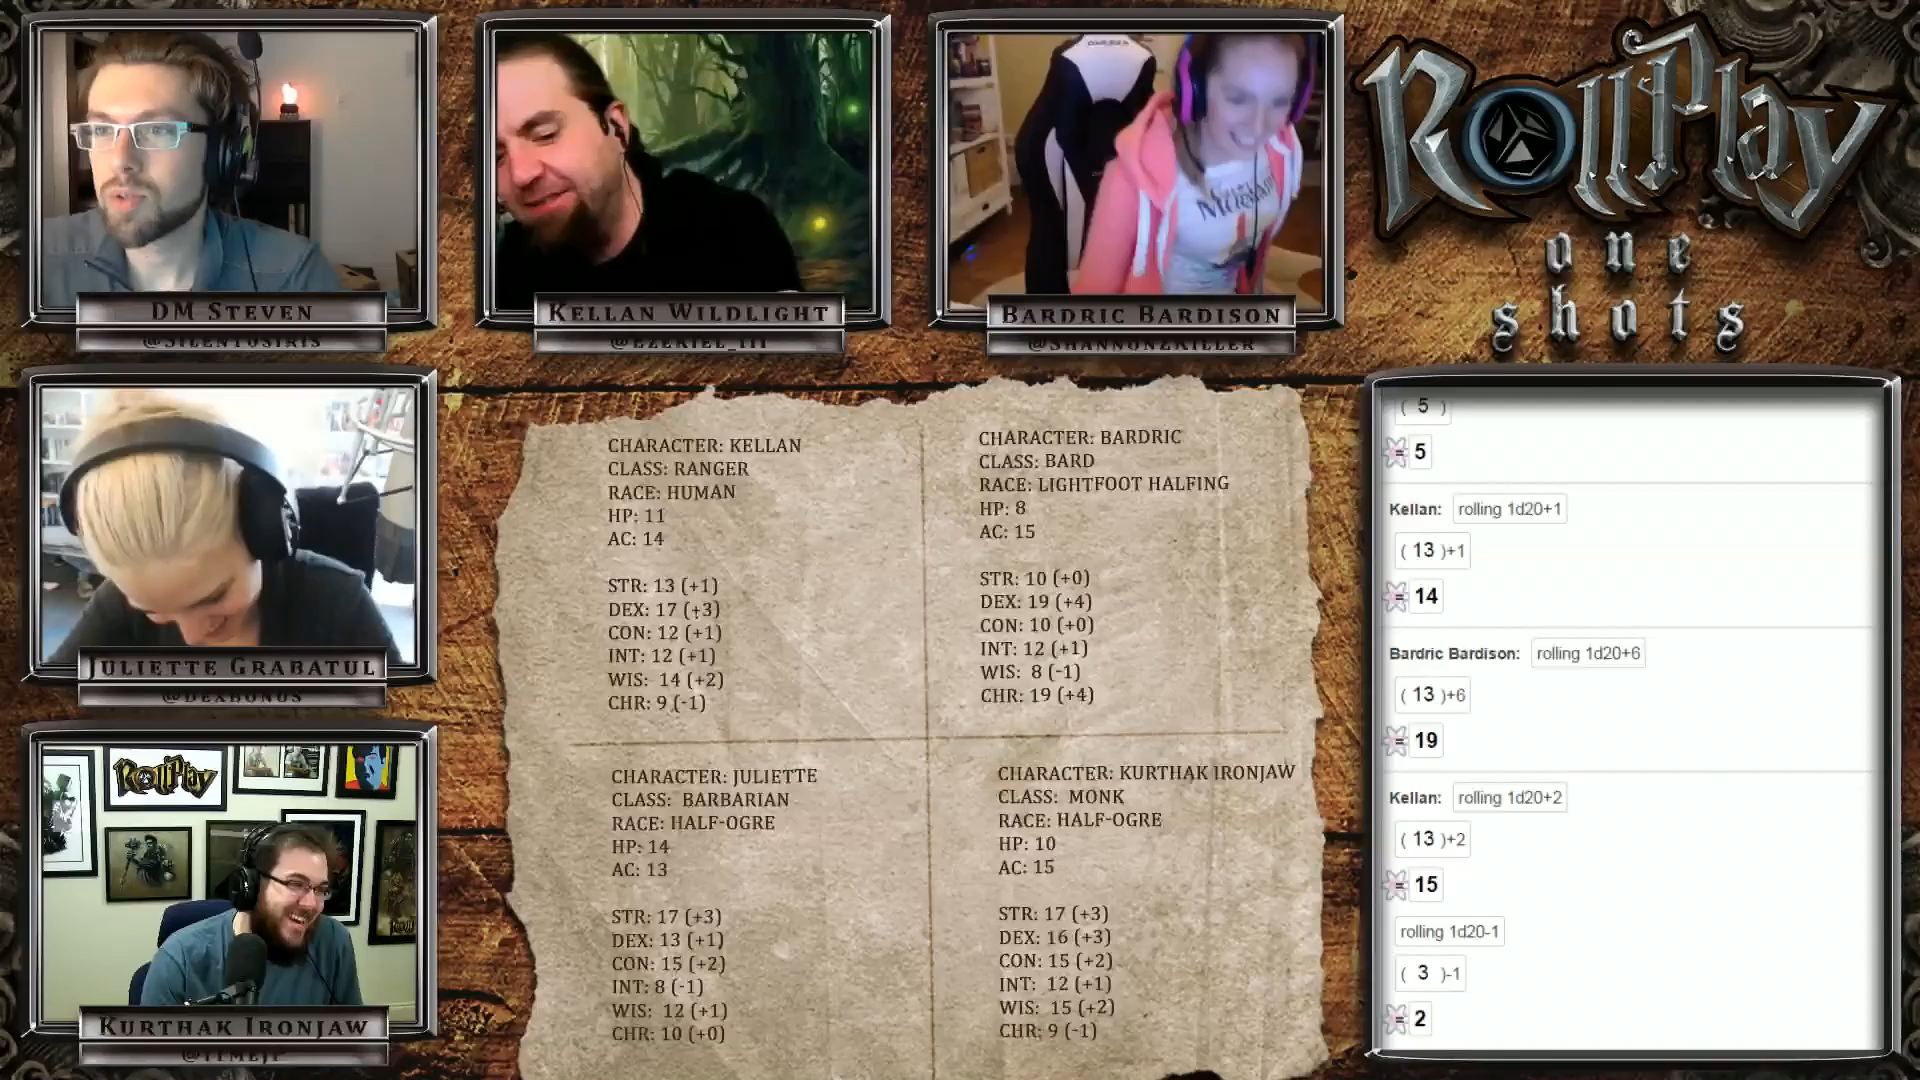 RollPlay
one
shots
DM STEVEN
@SILENTOSIRIS
KELLAN WILDLIGHT
@EZEKIEL_III
BARDRIC BARDISON
@SHANNONZKILLER
JULIETTE GRABATUL
@DEXBONUS
RollPlay
KURTHAK IRONJAW
@ITMEJP
CHARACTER: KELLAN
CLASS: RANGER
RACE: HUMAN
HP: 11
AC: 14
STR: 13 (+1)
DEX: 17 (+3)
CON: 12 (+1)
INT: 12 (+1)
WIS: 14 (+2)
CHR: 9 (-1)
CHARACTER: BARDRIC
CLASS: BARD
RACE: LIGHTFOOT HALFING
HP: 8
AC: 15
STR: 10 (+0)
DEX: 19 (+4)
CON: 10 (+0)
INT: 12 (+1)
WIS: 8 (-1)
CHR: 19 (+4)
CHARACTER: JULIETTE
CLASS: BARBARIAN
RACE: HALF-OGRE
HP: 14
AC: 13
STR: 17 (+3)
DEX: 13 (+1)
CON: 15 (+2)
INT: 8 (-1)
WIS: 12 (+1)
CHR: 10 (+0)
CHARACTER: KURTHAK IRONJAW
CLASS: MONK
RACE: HALF-OGRE
HP: 10
AC: 15
STR: 17 (+3)
DEX: 16 (+3)
CON: 15 (+2)
INT: 12 (+1)
WIS: 15 (+2)
CHR: 9 (-1)
( 5 )
= 5
Kellan: rolling 1d20+1
( 13 )+1
= 14
Bardric Bardison: rolling 1d20+6
( 13 )+6
= 19
Kellan: rolling 1d20+2
( 13 )+2
= 15
rolling 1d20-1
( 3 )-1
= 2